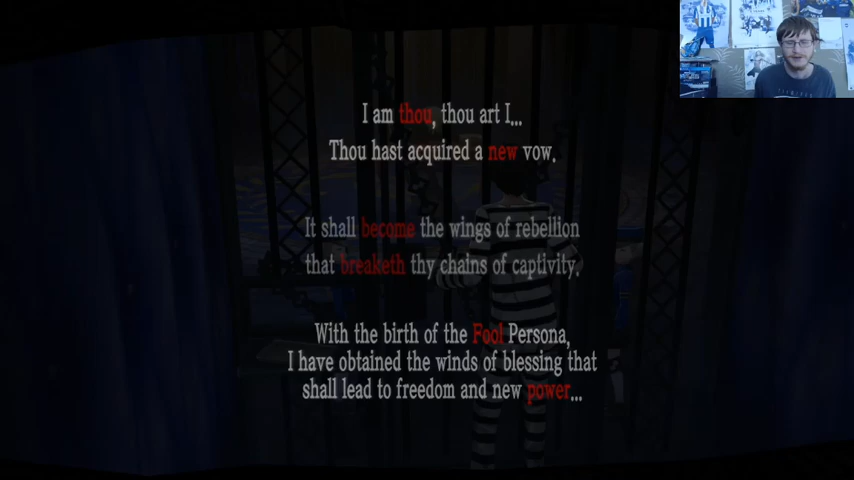 I am thou, thou art I...
Thou hast acquired a new vow.
It shall become the wings of rebellion
that breaketh thy chains of captivity.
With the birth of the Fool Persona,
I have obtained the winds of blessing that
shall lead to freedom and new power...